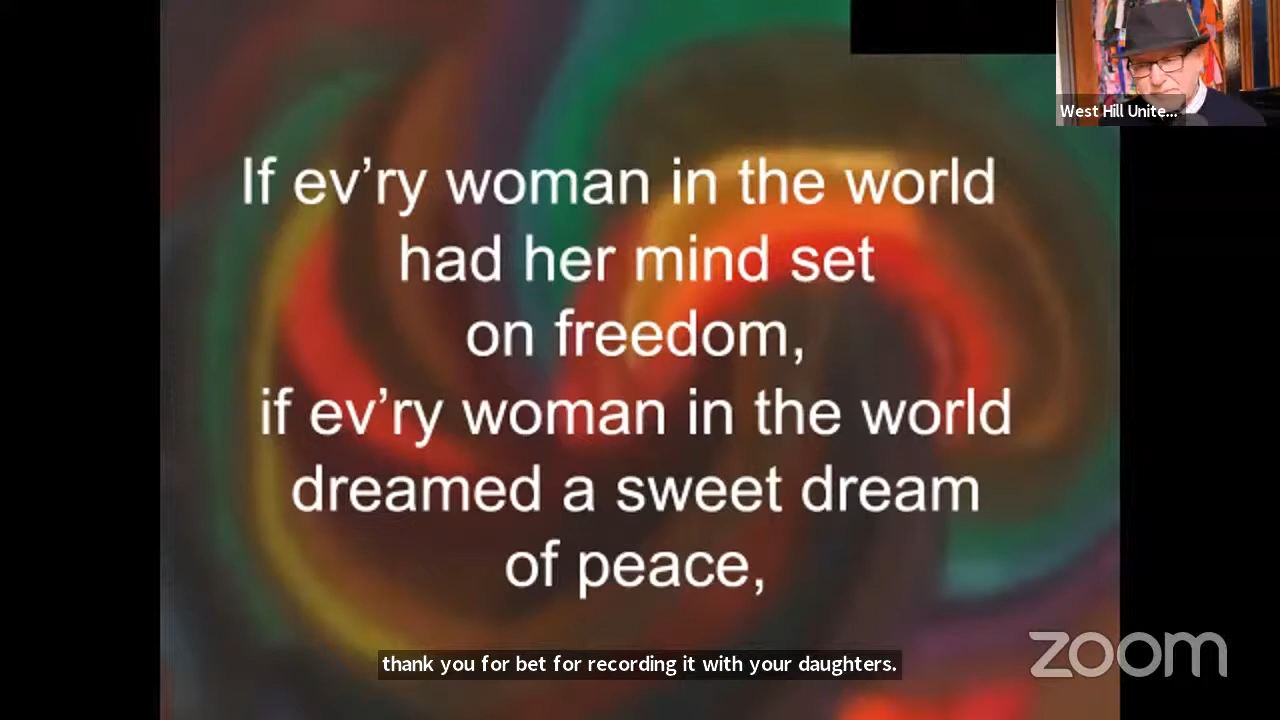 West Hill Unite...
If ev’ry woman in the world
had her mind set
on freedom,
if ev’ry woman in the world
dreamed a sweet dream
of peace,
thank you for bet for recording it with your daughters.
zoom